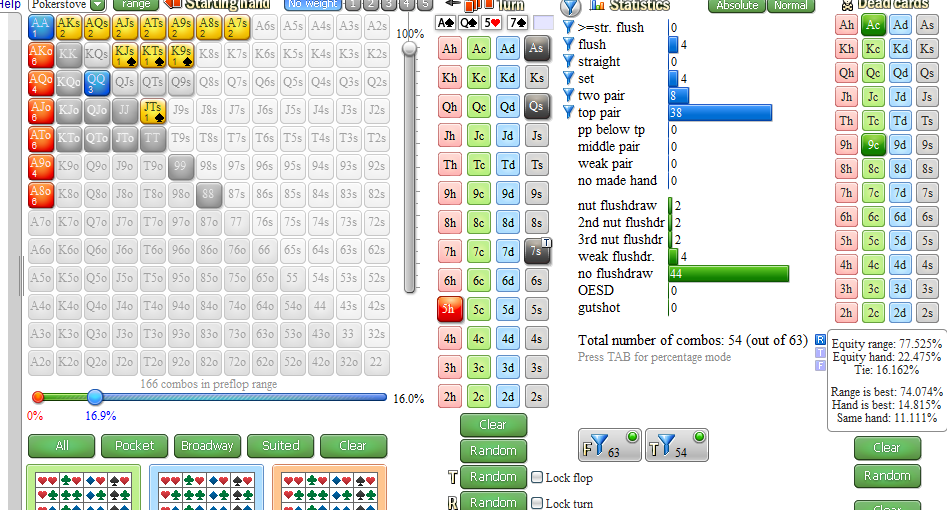 Help Pokerstove range Starting hand No weight 1 2 3 4 5 Turn Statistics Absolute Relative Dead cards
AA 1 AKs 2 AQs 2 AJs 2 ATs 2 A9s 2 A8s 2 A7s 2 A6s A5s A4s A3s A2s
AKo 6 KK KQs KJs 1 KTs 1 K9s 1 K8s K7s K6s K5s K4s K3s K2s
AQo 4 KQo QQ 3 QJs QTs Q9s Q8s Q7s Q6s Q5s Q4s Q3s Q2s
AJo 6 KJo QJo JJ JTs 1 J9s J8s J7s J6s J5s J4s J3s J2s
ATo 6 KTo QTo JTo TT T9s T8s T7s T6s T5s T4s T3s T2s
A9o 4 K9o Q9o J9o T9o 99 98s 97s 96s 95s 94s 93s 92s
A8o 6 K8o Q8o J8o T8o 98o 88 87s 86s 85s 84s 83s 82s
A7o K7o Q7o J7o T7o 97o 87o 77 76s 75s 74s 73s 72s
A6o K6o Q6o J6o T6o 96o 86o 76o 66 65s 64s 63s 62s
A5o K5o Q5o J5o T5o 95o 85o 75o 65o 55 54s 53s 52s
A4o K4o Q4o J4o T4o 94o 84o 74o 64o 54o 44 43s 42s
A3o K3o Q3o J3o T3o 93o 83o 73o 63o 53o 43o 33 32s
A2o K2o Q2o J2o T2o 92o 82o 72o 62o 52o 42o 32o 22
166 combos in preflop range
16.0%
0% 16.9%
All Pocket Broadway Suited Clear
100%
A♠ Q♠ 5♥ 7♠
Ah Ac Ad As
Kh Kc Kd Ks
Qh Qc Qd Qs
Jh Jc Jd Js
Th Tc Td Ts
9h 9c 9d 9s
8h 8c 8d 8s
7h 7c 7d 7s T
6h 6c 6d 6s
5h 5c 5d 5s
4h 4c 4d 4s
3h 3c 3d 3s
2h 2c 2d 2s
Clear
Random
T Random Lock flop
R Random Lock turn
>=str. flush 0
flush 4
straight 0
set 4
two pair 8
top pair 38
pp below tp 0
middle pair 0
weak pair 0
no made hand 0
nut flushdraw 2
2nd nut flushdr 2
3rd nut flushdr 2
weak flushdr. 4
no flushdraw 44
OESD 0
gutshot 0
Total number of combos: 54 (out of 63)
Press TAB for percentage mode
F 63 T 54
Ah Ac Ad As
Kh Kc Kd Ks
Qh Qc Qd Qs
Jh Jc Jd Js
Th Tc Td Ts
9h 9c 9d 9s
8h 8c 8d 8s
7h 7c 7d 7s
6h 6c 6d 6s
5h 5c 5d 5s
4h 4c 4d 4s
3h 3c 3d 3s
2h 2c 2d 2s
R
T
F
Equity range: 77.525%
Equity hand: 22.475%
Tie: 16.162%
Range is best: 74.074%
Hand is best: 14.815%
Same hand: 11.111%
Clear
Random
Clear